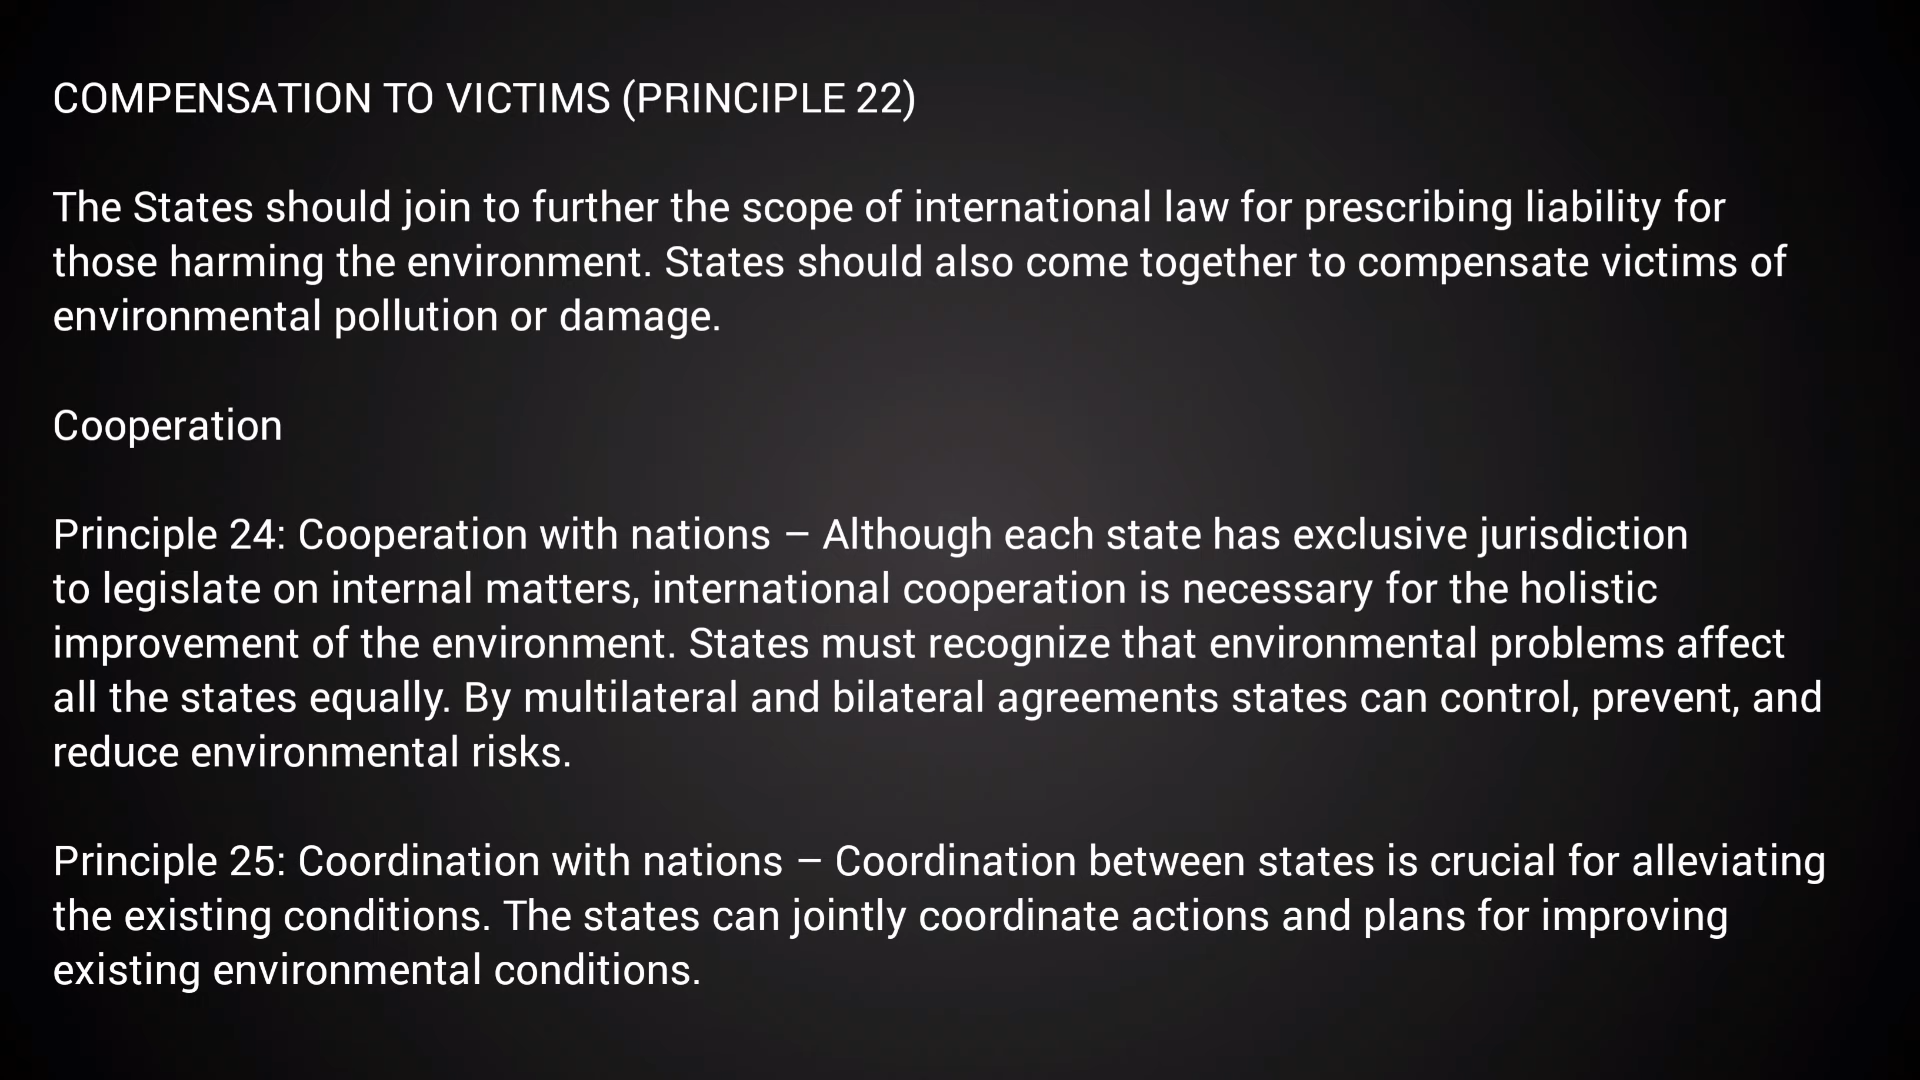 COMPENSATION TO VICTIMS (PRINCIPLE 22)
The States should join to further the scope of international law for prescribing liability for
those harming the environment. States should also come together to compensate victims of
environmental pollution or damage.
Cooperation
Principle 24: Cooperation with nations – Although each state has exclusive jurisdiction
to legislate on internal matters, international cooperation is necessary for the holistic
improvement of the environment. States must recognize that environmental problems affect
all the states equally. By multilateral and bilateral agreements states can control, prevent, and
reduce environmental risks.
Principle 25: Coordination with nations – Coordination between states is crucial for alleviating
the existing conditions. The states can jointly coordinate actions and plans for improving
existing environmental conditions.